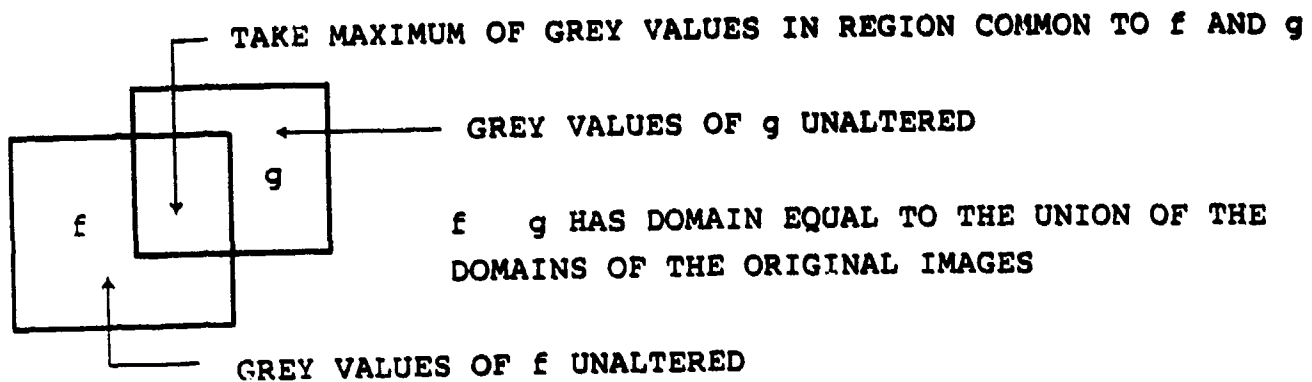 TAKE MAXIMUM OF GREY VALUES IN REGION COMMON TO f AND g
GREY VALUES OF g UNALTERED
g
f
f g HAS DOMAIN EQUAL TO THE UNION OF THE
DOMAINS OF THE ORIGINAL IMAGES
GREY VALUES OF f UNALTERED